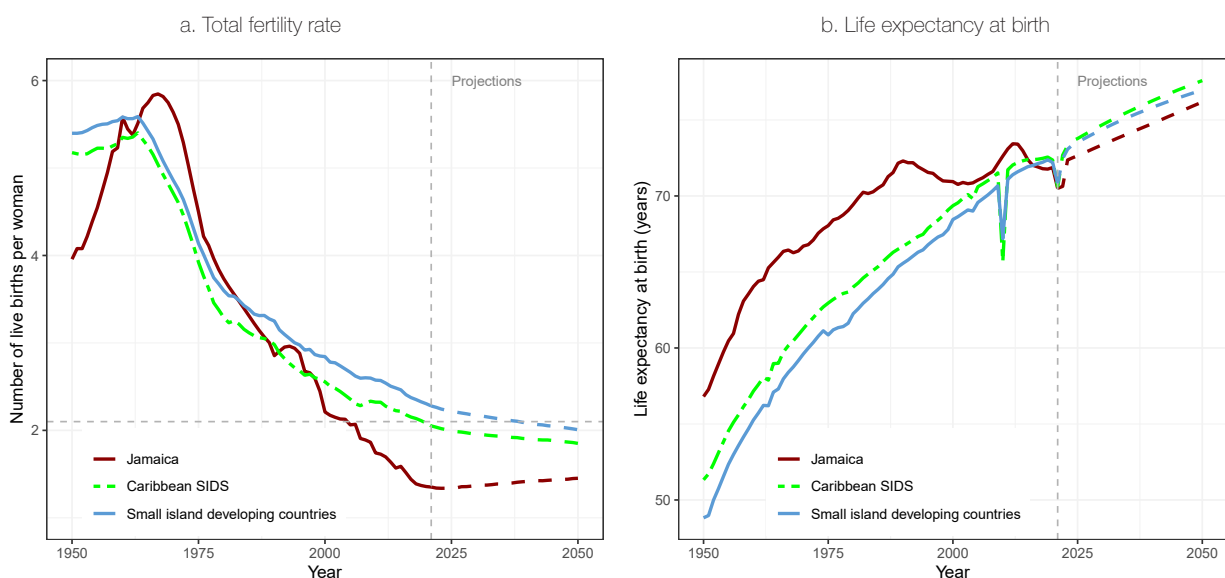 a. Total fertility rate
Number of live births per woman
6
4
2
Projections
Jamaica
Caribbean SIDS
Small island developing countries
1950
1975
2000
2025
2050
Year
b. Life expectancy at birth
Life expectancy at birth (years)
70
60
50
Projections
Jamaica
Caribbean SIDS
Small island developing countries
1950
1975
2000
2025
2050
Year